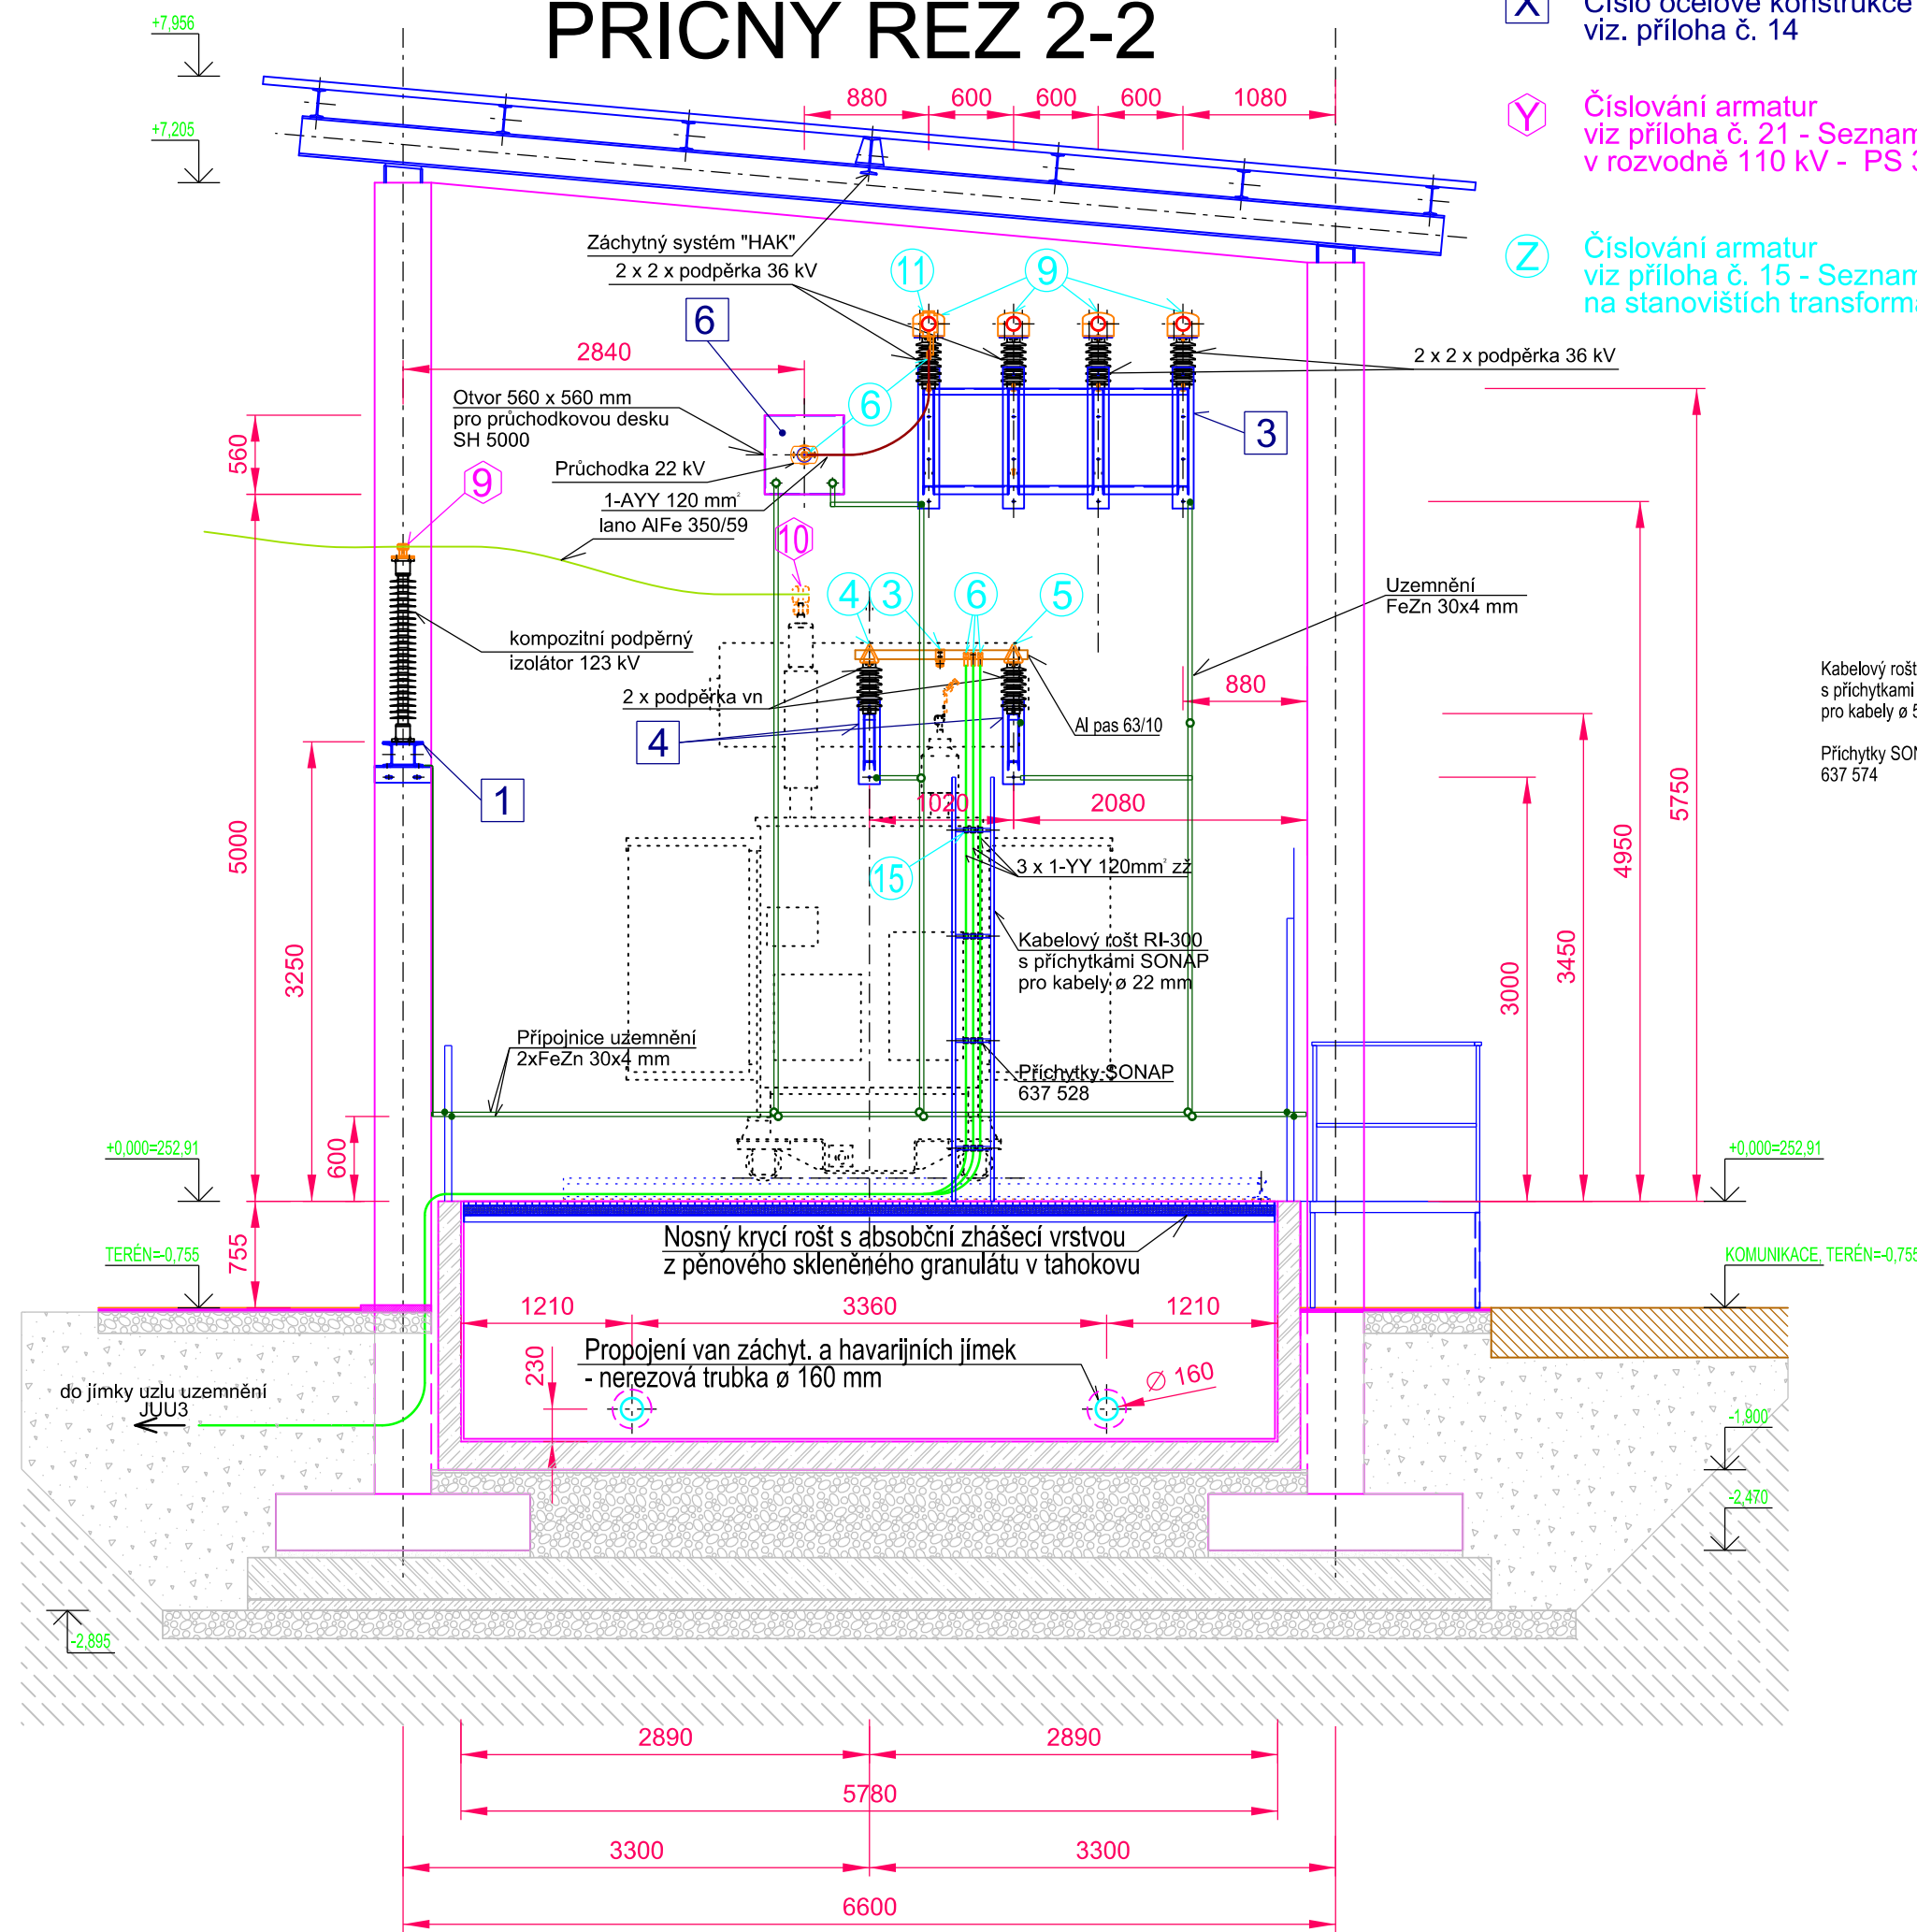 PŘÍČNÝ ŘEZ 2-2
X
Číslo ocelové konstrukce
viz. příloha č. 14
Y
Číslování armatur
viz příloha č. 21 - Seznam
v rozvodně 110 kV - PS
Z
Číslování armatur
viz příloha č. 15 - Seznam
na stanovištích
+7,956
+7,205
880
600
600
600
1080
Záchytný systém "HAK"
2 x 2 x podpěrka 36 kV
11
9
6
2840
2 x 2 x podpěrka 36 kV
Otvor 560 x 560 mm
pro průchodkovou desku
SH 5000
6
3
560
9
Průchodka 22 kV
1-AYY 120 mm²
lano AlFe 350/59
10
4
3
6
5
Uzemnění
FeZn 30x4 mm
kompozitní podpěrný
izolátor 123 kV
2 x podpěrka vn
880
Al pas 63/10
4
1
Kabelový rošt
s příchytkami
pro kabely ø 5
Příchytky
637 574
1020
2080
5000
5750
4950
3450
3000
3250
15
3 x 1-YY 120mm² zž
Kabelový rošt RI-300
s příchytkami SONAP
pro kabely ø 22 mm
Přípojnice uzemnění
2xFeZn 30x4 mm
Příchytky SONAP
637 528
600
+0,000=252,91
+0,000=252,91
755
Nosný krycí rošt s absobční zhášecí vrstvou
z pěnového skleněného granulátu v tahokovu
TERÉN=-0,755
KOMUNIKACE, TERÉN=-0,755
1210
3360
1210
230
Propojení van záchyt. a havarijních jímek
- nerezová trubka ø 160 mm
∅ 160
do jímky uzlu uzemnění
JUU3
-1,900
-2,470
-2,895
2890
2890
5780
3300
3300
6600